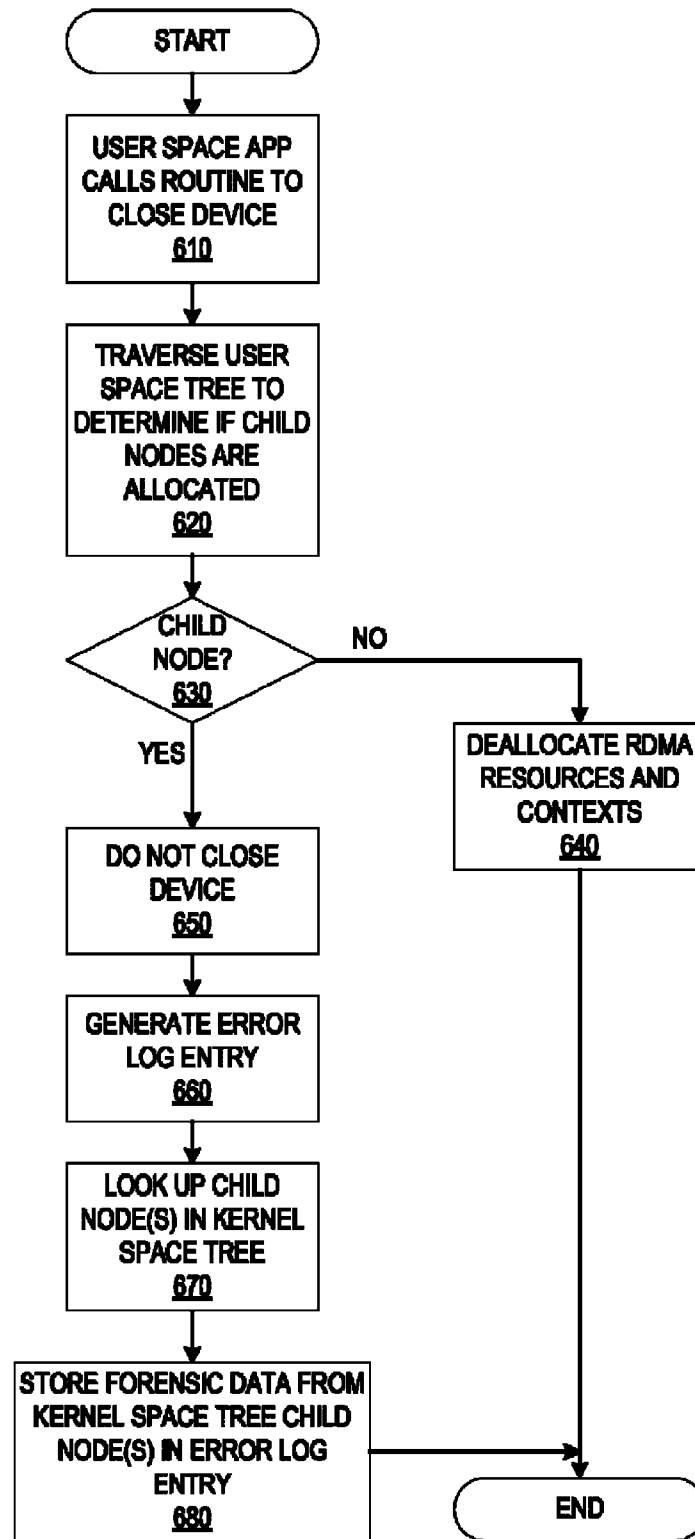 START
USER SPACE APP
CALLS ROUTINE TO
CLOSE DEVICE
610
TRAVERSE USER
SPACE TREE TO
DETERMINE IF CHILD
NODES ARE
ALLOCATED
620
CHILD
NODE?
630
NO
YES
DEALLOCATE RDMA
RESOURCES AND
CONTEXTS
640
DO NOT CLOSE
DEVICE
650
GENERATE ERROR
LOG ENTRY
660
LOOK UP CHILD
NODE(S) IN KERNEL
SPACE TREE
670
STORE FORENSIC DATA FROM
KERNEL SPACE TREE CHILD
NODE(S) IN ERROR LOG
ENTRY
680
END